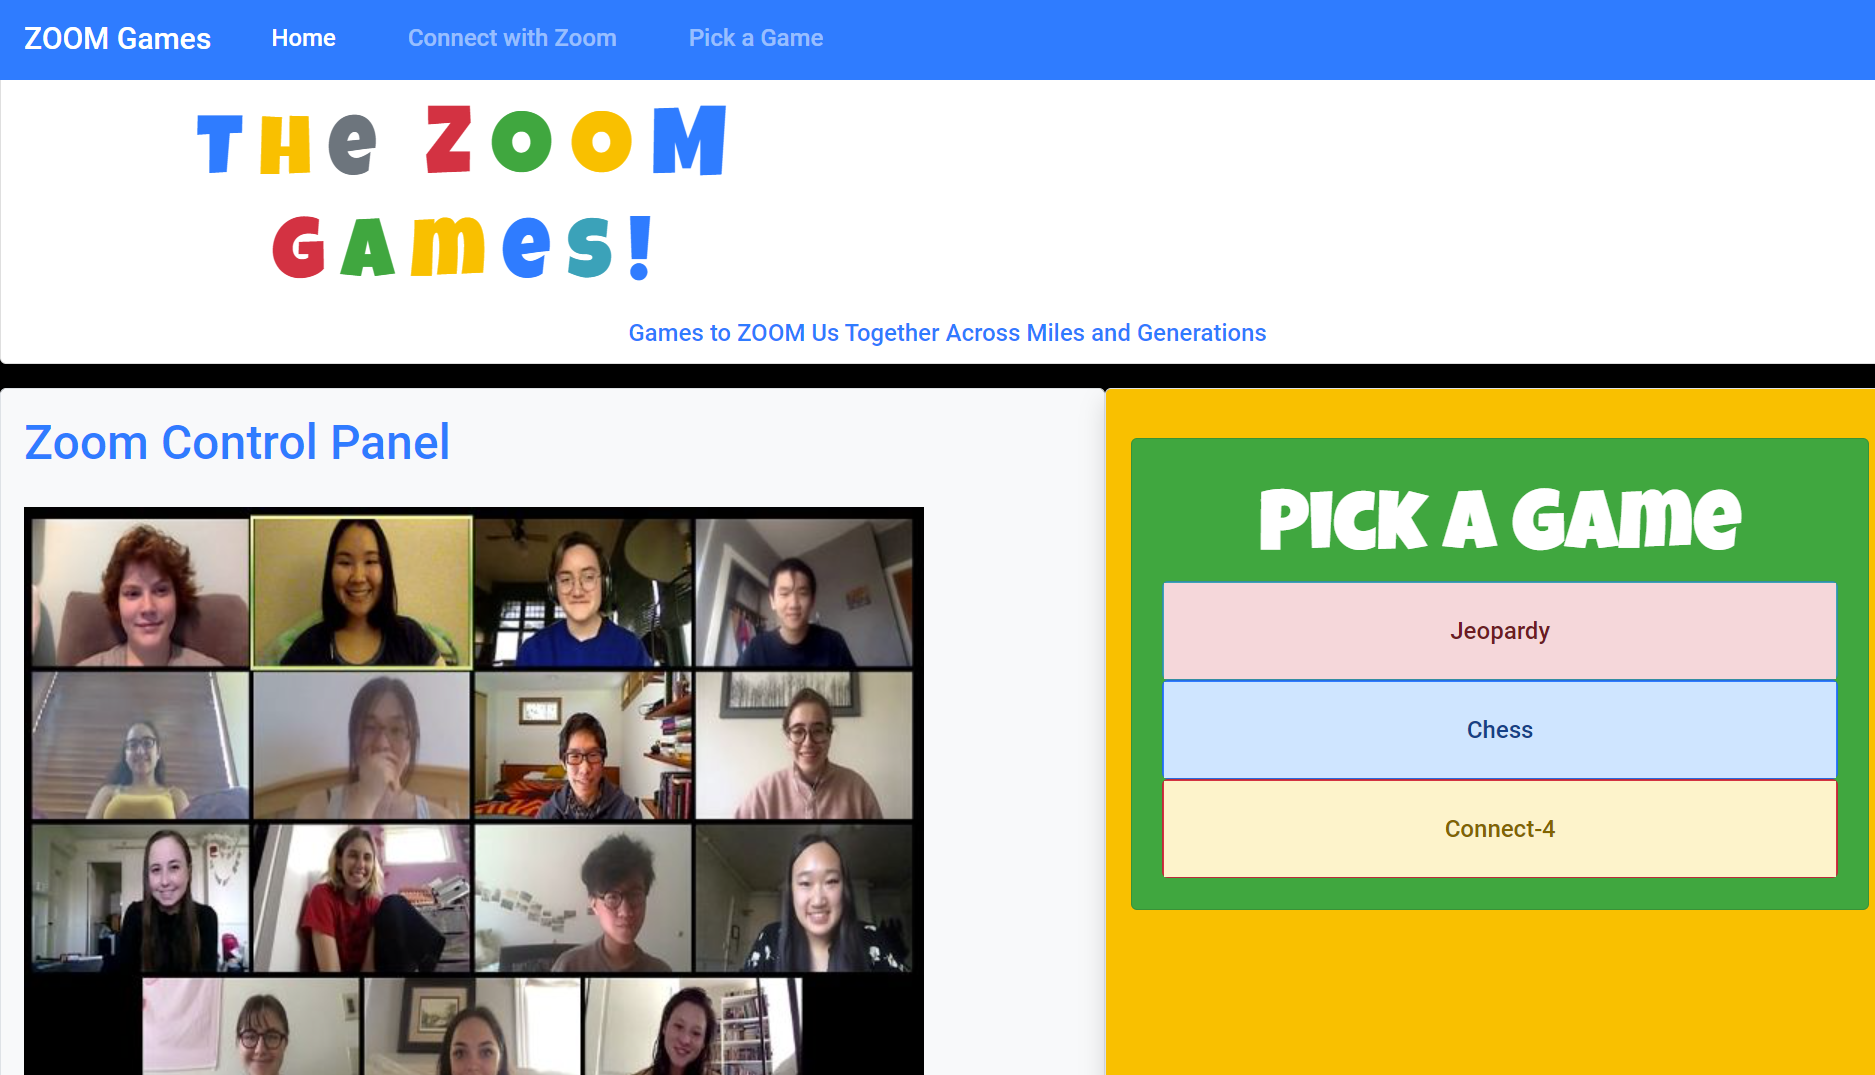 ZOOM Games Home Connect with Zoom Pick a Game
THe ZOOM
GAmes!
Games to ZOOM Us Together Across Miles and Generations
Zoom Control Panel
PICK A GAme
Jeopardy
Chess
Connect-4